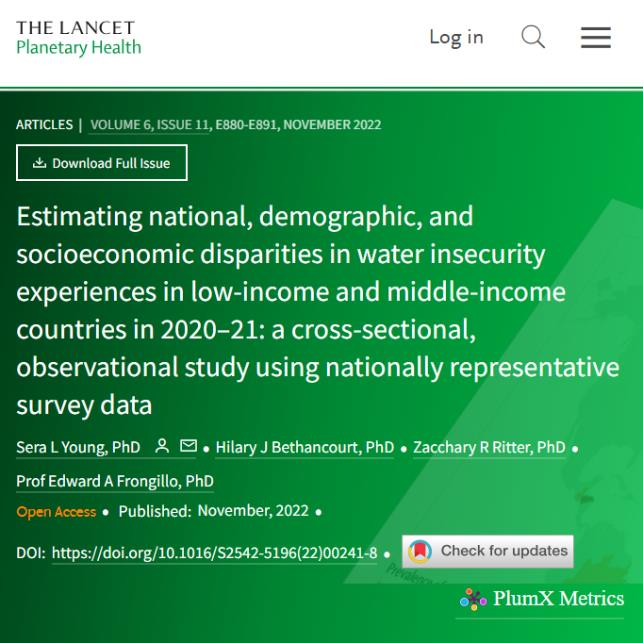 THE LANCET
Planetary Health
Log in
ARTICLES | VOLUME 6, ISSUE 11, E880-E891, NOVEMBER 2022
Download Full Issue
Estimating national, demographic, and
socioeconomic disparities in water insecurity
experiences in low-income and middle-income
countries in 2020–21: a cross-sectional,
observational study using nationally representative
survey data
Sera L Young, PhD • Hilary J Bethancourt, PhD • Zacchary R Ritter, PhD •
Prof Edward A Frongillo, PhD
Open Access • Published: November, 2022 •
DOI: https://doi.org/10.1016/S2542-5196(22)00241-8 • Check for updates
Prevalence of
PlumX Metrics